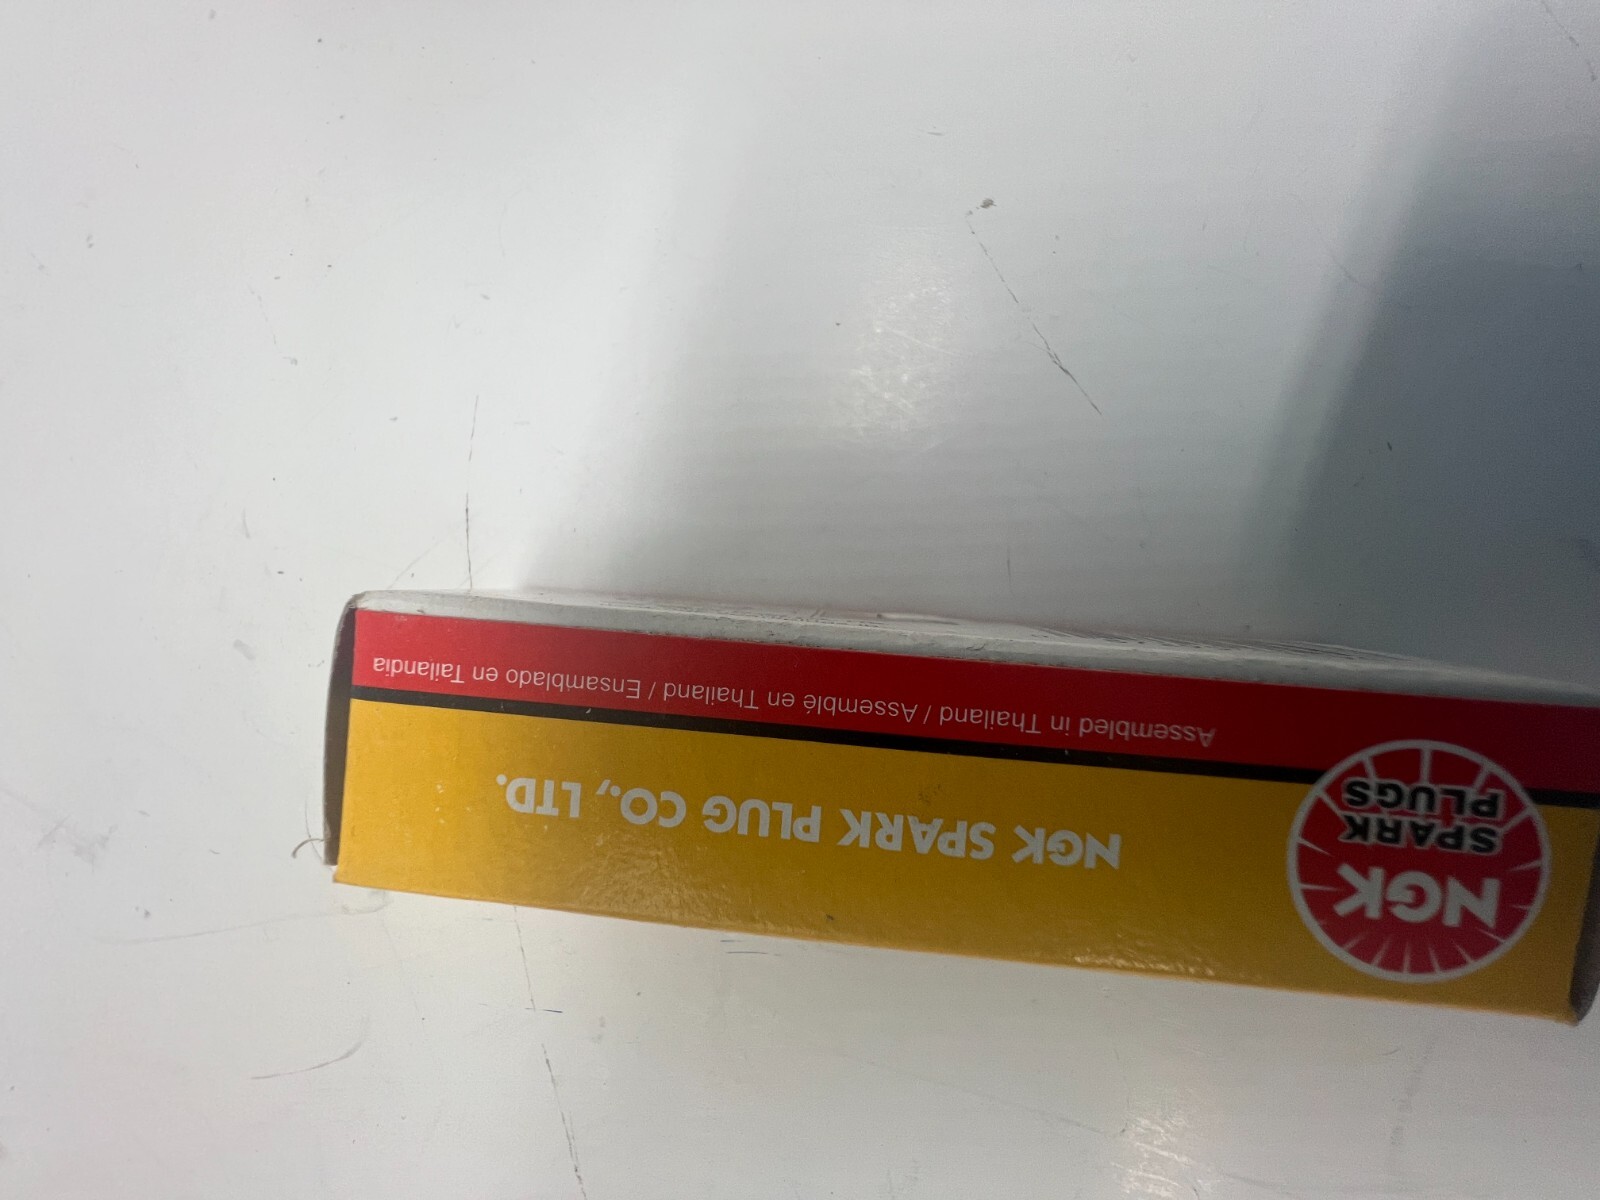 Assembled in Thailand / Assemblé en Thailand / Ensamblado en Tailandia
NGK SPARK PLUG CO., LTD.
NGK
SPARK
PLUGS